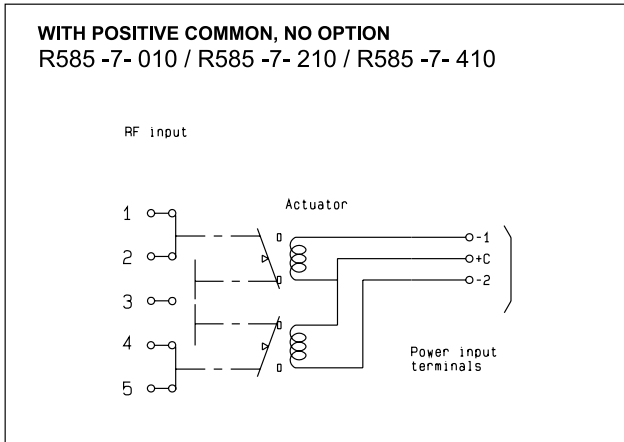 WITH POSITIVE COMMON, NO OPTION
R585 -7- 010 / R585 -7- 210 / R585 -7- 410
RF input
Actuator
1
2
3
4
5
-1
+C
-2
Power input
terminals